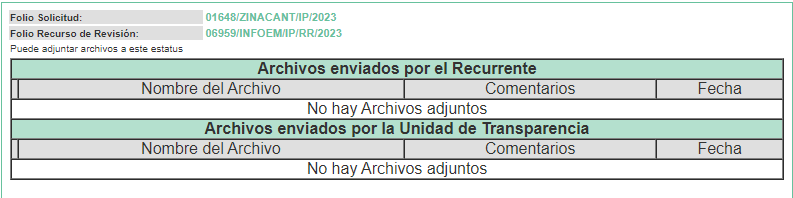 Folio Solicitud: 01648/ZINACANT/IP/2023
Folio Recurso de Revisión: 06959/INFOEM/IP/RR/2023
Puede adjuntar archivos a este estatus
Archivos enviados por el Recurrente
Nombre del Archivo Comentarios Fecha
No hay Archivos adjuntos
Archivos enviados por la Unidad de Transparencia
Nombre del Archivo Comentarios Fecha
No hay Archivos adjuntos